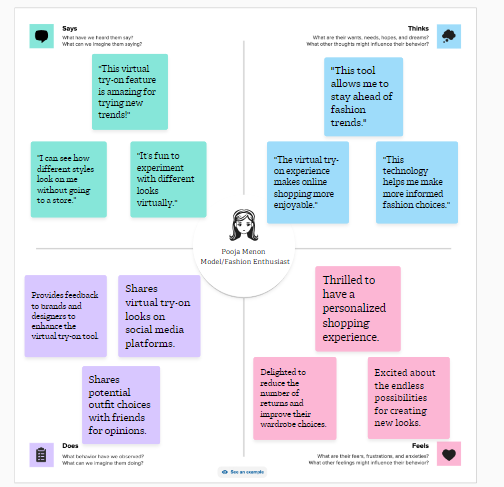 Says
What have we heard them say?
What can we imagine them saying?
Thinks
What are their wants, needs, hopes, and dreams?
What other thoughts might influence their behavior?
"This virtual
try-on feature
is amazing for
trying new
trends!"
"I can see how
different styles
look on me
without going
to a store."
"It's fun to
experiment
with different
looks
virtually."
"This tool
allows me to
stay ahead of
fashion
trends."
"The virtual try-
on experience
makes online
shopping more
enjoyable."
"This
technology
helps me make
more informed
fashion choices."
Pooja Menon
Model/Fashion Enthusiast
Provides feedback
to brands and
designers to
enhance the
virtual try-on tool.
Shares
virtual try-on
looks on
social media
platforms.
Shares
potential
outfit choices
with friends
for opinions.
Thrilled to
have a
personalized
shopping
experience.
Delighted to
reduce the
number of
returns and
improve their
wardrobe choices.
Excited about
the endless
possibilities
for creating
new looks.
Does
What behavior have we observed?
What can we imagine them doing?
Feels
What are their fears, frustrations, and anxieties?
What other feelings might influence their behavior?
See an example